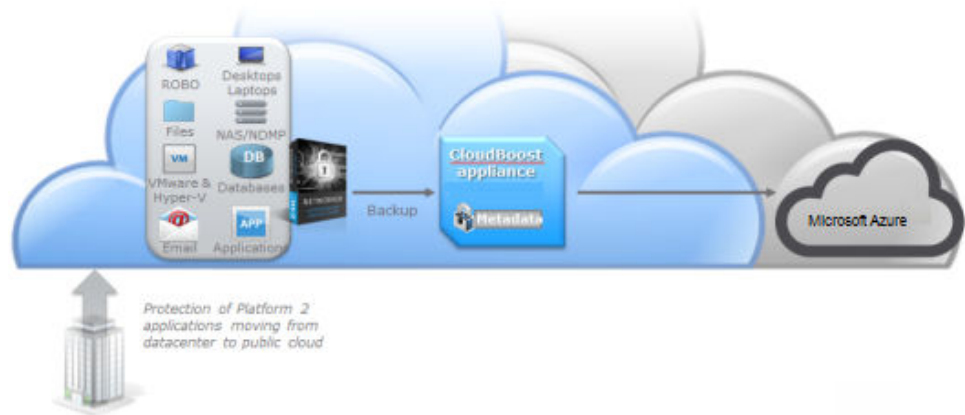 ROBO
Desktops
Laptops
Files
NAS/NDMP
VM
DB
VMware &
Hyper-V
Databases
@
APP
Email
Applications
Backup
CloudBoost
appliance
Metadata
Microsoft Azure
Protection of Platform 2
applications moving from
datacenter to public cloud